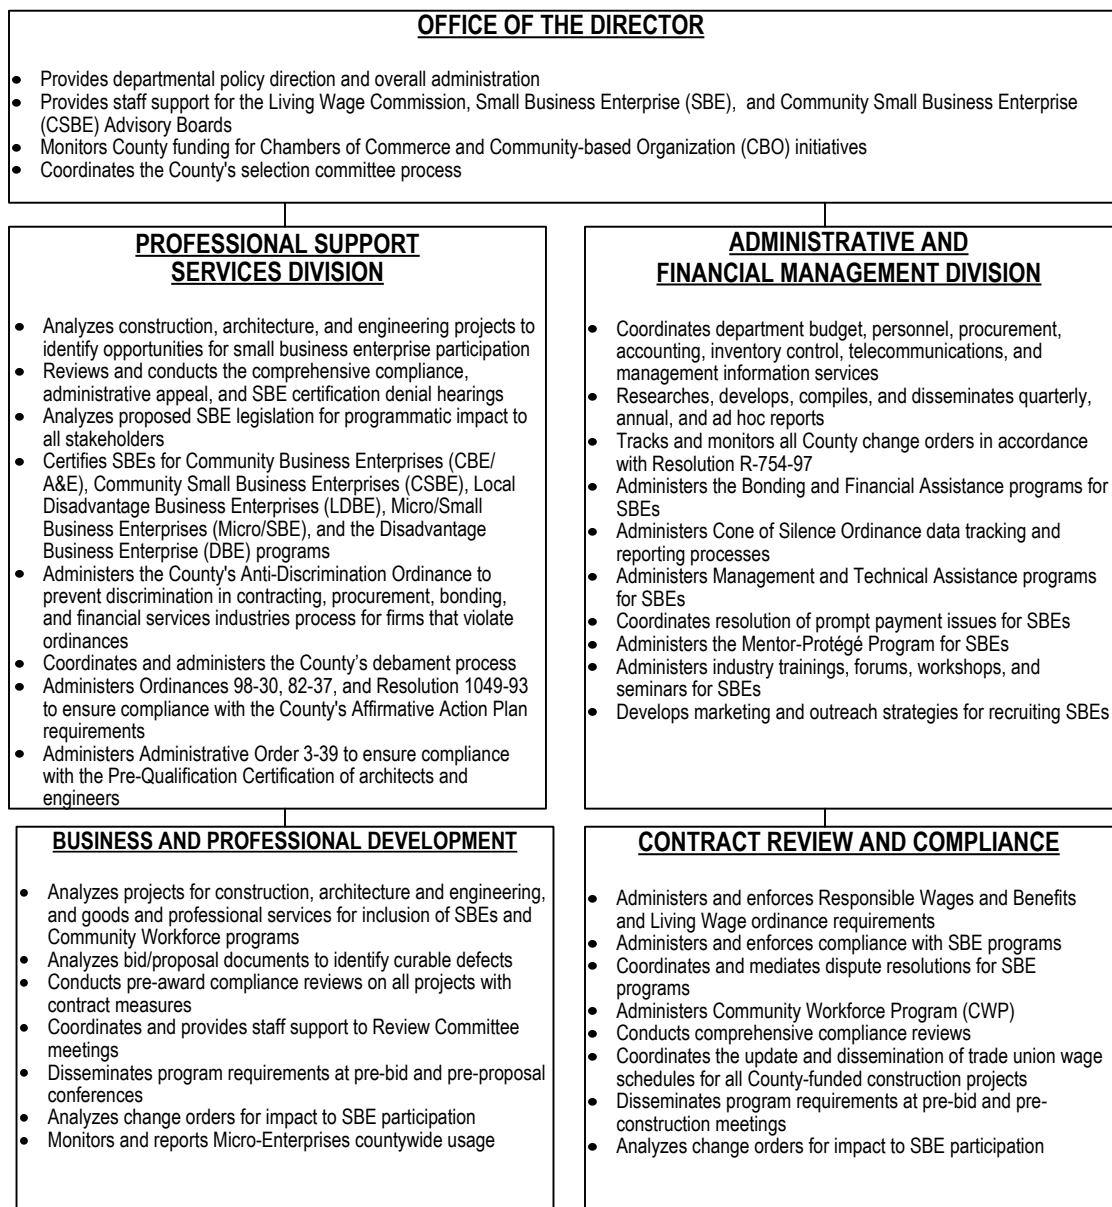 OFFICE OF THE DIRECTOR
• Provides departmental policy direction and overall administration
• Provides staff support for the Living Wage Commission, Small Business Enterprise (SBE), and Community Small Business Enterprise
(CSBE) Advisory Boards
• Monitors County funding for Chambers of Commerce and Community-based Organization (CBO) initiatives
• Coordinates the County's selection committee process
PROFESSIONAL SUPPORT
SERVICES DIVISION
• Analyzes construction, architecture, and engineering projects to
identify opportunities for small business enterprise participation
• Reviews and conducts the comprehensive compliance,
administrative appeal, and SBE certification denial hearings
• Analyzes proposed SBE legislation for programmatic impact to
all stakeholders
• Certifies SBEs for Community Business Enterprises (CBE/
A&E), Community Small Business Enterprises (CSBE), Local
Disadvantage Business Enterprises (LDBE), Micro/Small
Business Enterprises (Micro/SBE), and the Disadvantage
Business Enterprise (DBE) programs
• Administers the County's Anti-Discrimination Ordinance to
prevent discrimination in contracting, procurement, bonding,
and financial services industries process for firms that violate
ordinances
• Coordinates and administers the County’s debament process
• Administers Ordinances 98-30, 82-37, and Resolution 1049-93
to ensure compliance with the County's Affirmative Action Plan
requirements
• Administers Administrative Order 3-39 to ensure compliance
with the Pre-Qualification Certification of architects and
engineers
ADMINISTRATIVE AND
FINANCIAL MANAGEMENT DIVISION
• Coordinates department budget, personnel, procurement,
accounting, inventory control, telecommunications, and
management information services
• Researches, develops, compiles, and disseminates quarterly,
annual, and ad hoc reports
• Tracks and monitors all County change orders in accordance
with Resolution R-754-97
• Administers the Bonding and Financial Assistance programs for
SBEs
• Administers Cone of Silence Ordinance data tracking and
reporting processes
• Administers Management and Technical Assistance programs
for SBEs
• Coordinates resolution of prompt payment issues for SBEs
• Administers the Mentor-Protégé Program for SBEs
• Administers industry trainings, forums, workshops, and
seminars for SBEs
• Develops marketing and outreach strategies for recruiting SBEs
BUSINESS AND PROFESSIONAL DEVELOPMENT
• Analyzes projects for construction, architecture and engineering,
and goods and professional services for inclusion of SBEs and
Community Workforce programs
• Analyzes bid/proposal documents to identify curable defects
• Conducts pre-award compliance reviews on all projects with
contract measures
• Coordinates and provides staff support to Review Committee
meetings
• Disseminates program requirements at pre-bid and pre-proposal
conferences
• Analyzes change orders for impact to SBE participation
• Monitors and reports Micro-Enterprises countywide usage
CONTRACT REVIEW AND COMPLIANCE
• Administers and enforces Responsible Wages and Benefits
and Living Wage ordinance requirements
• Administers and enforces compliance with SBE programs
• Coordinates and mediates dispute resolutions for SBE
programs
• Administers Community Workforce Program (CWP)
• Conducts comprehensive compliance reviews
• Coordinates the update and dissemination of trade union wage
schedules for all County-funded construction projects
• Disseminates program requirements at pre-bid and pre-
construction meetings
• Analyzes change orders for impact to SBE participation